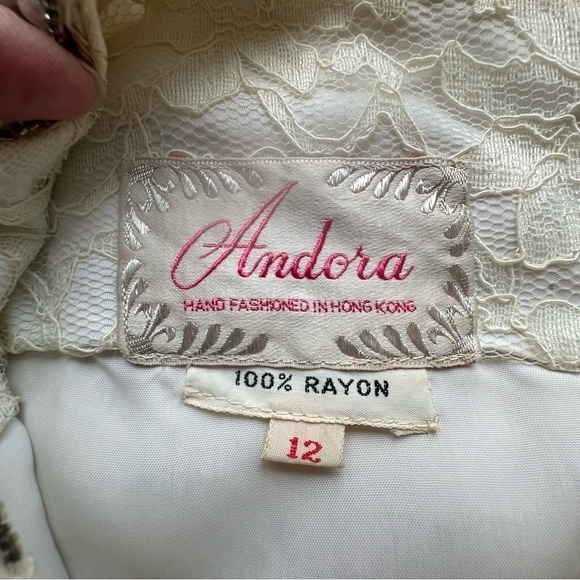 Andora
HAND FASHIONED IN HONG KONG
100% RAYON
12